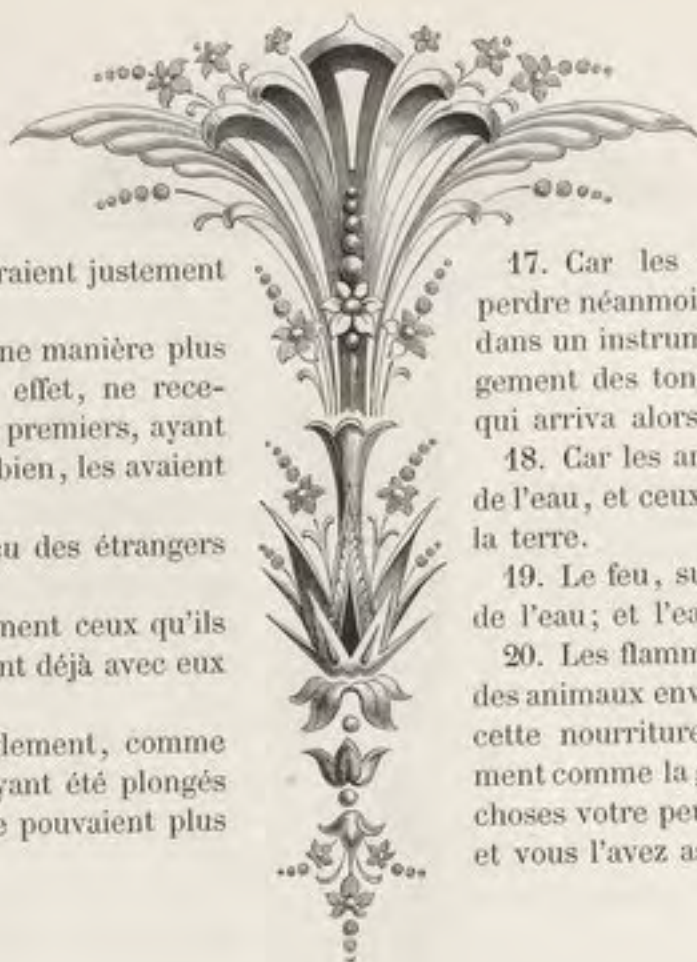 raient justement
ne manière plus
effet, ne rece-
premiers, ayant
bien, les avaient
u des étrangers
ment ceux qu'ils
nt déjà avec eux
lement, comme
yant été plongés
e pouvaient plus
17. Car les
perdre néanmoi
dans un instrum
gement des ton
qui arriva alors
18. Car les an
de l'eau, et ceux
la terre.
19. Le feu, su
de l'eau; et l'ea
20. Les flamm
des animaux env
cette nourriture
ment comme la
choses votre peu
et vous l'avez as